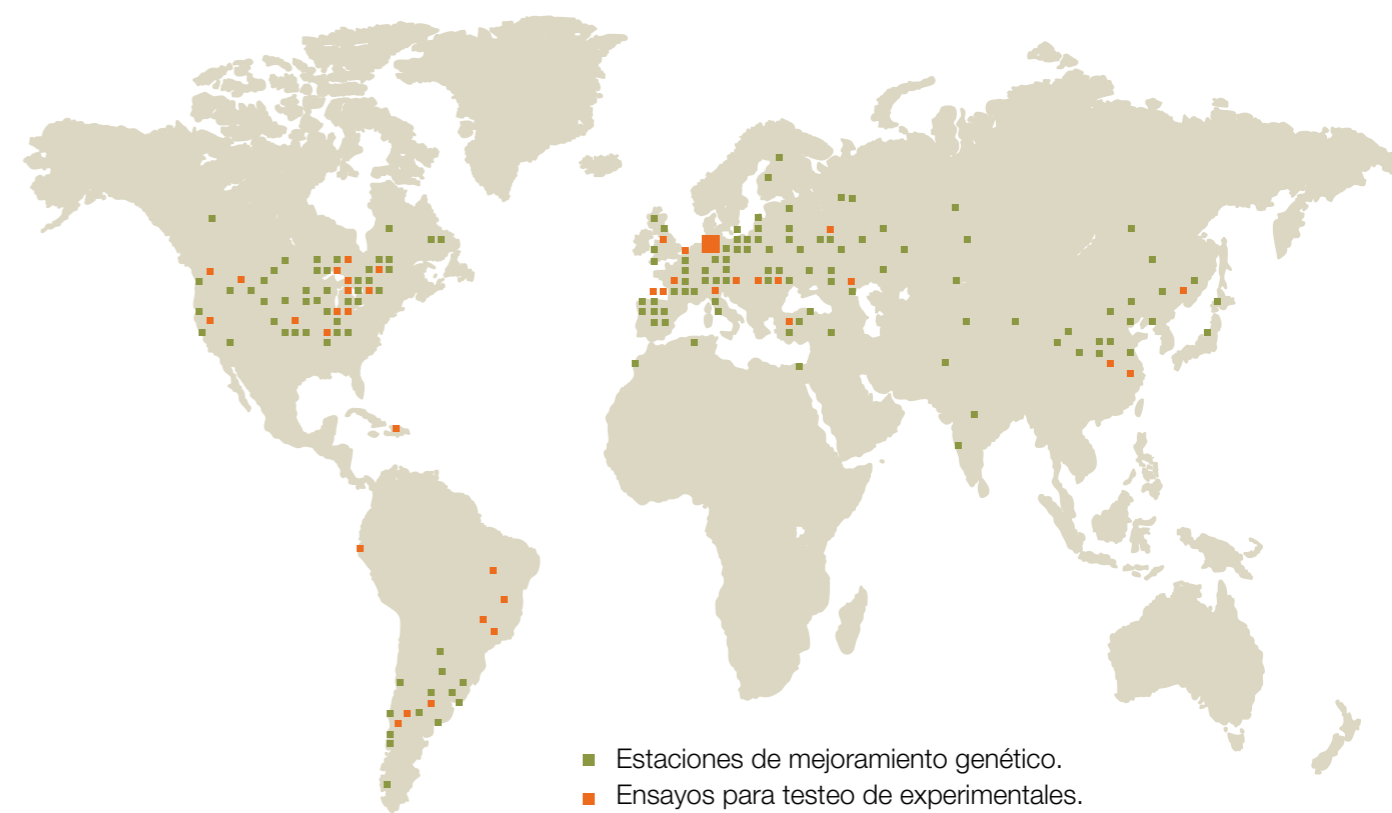 Estaciones de mejoramiento genético.
Ensayos para testeo de experimentales.